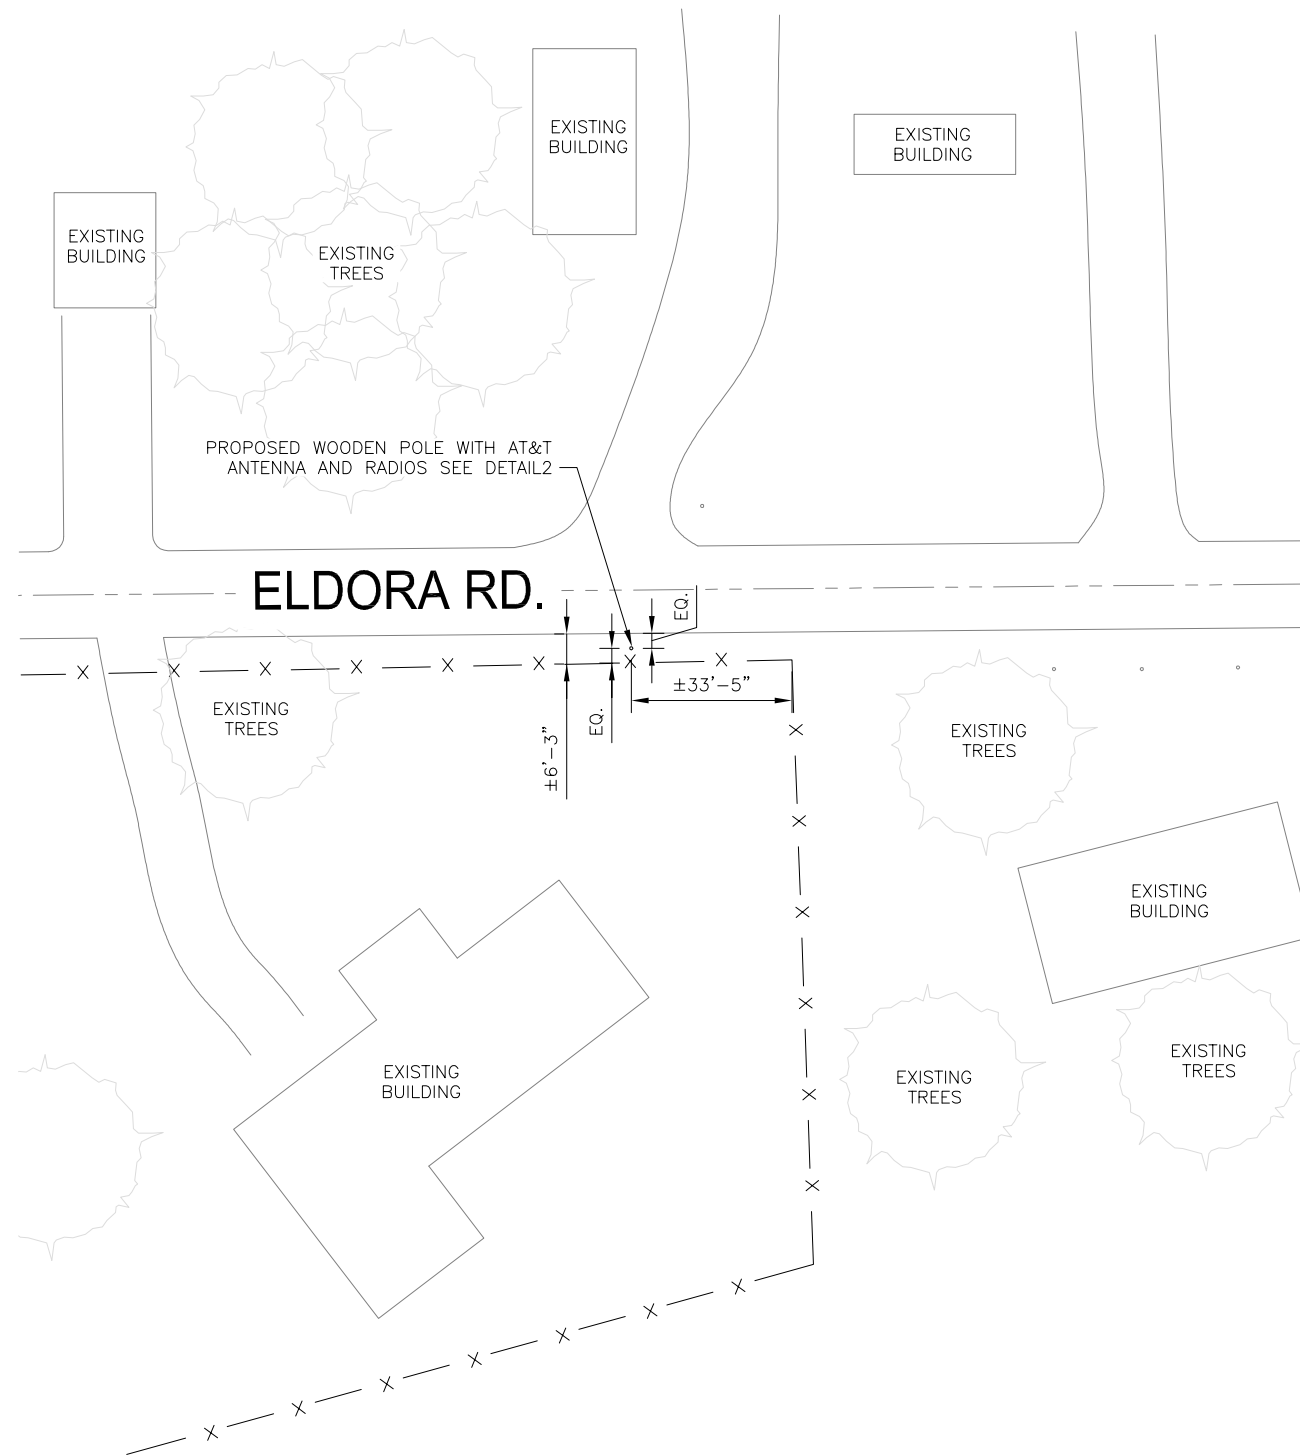 EXISTING
BUILDING
EXISTING
BUILDING
EXISTING
BUILDING
EXISTING
TREES
PROPOSED WOODEN POLE WITH AT&T
ANTENNA AND RADIOS SEE DETAIL2
ELDORA RD.
EQ.
±33'-5"
EQ.
±6'-3"
EXISTING
TREES
EXISTING
TREES
EXISTING
BUILDING
EXISTING
BUILDING
EXISTING
TREES
EXISTING
TREES